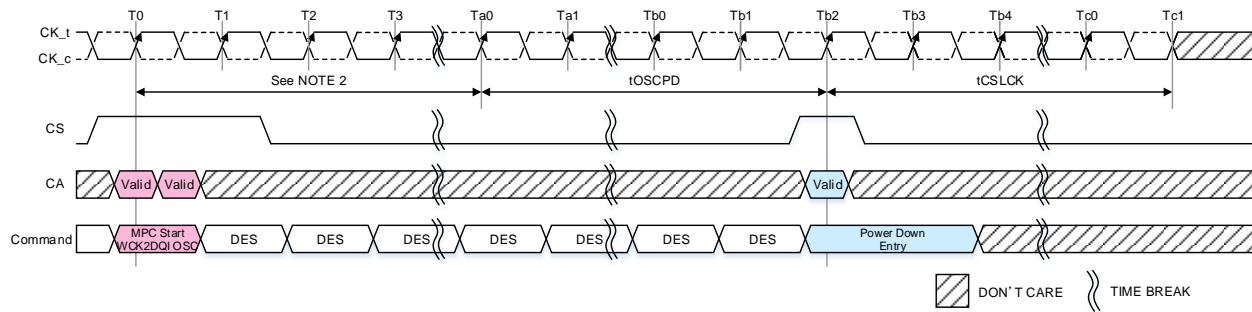 T0 T1 T2 T3 Ta0 Ta1 Tb0 Tb1 Tb2 Tb3 Tb4 Tc0 Tc1
CK_t
CK_c
See NOTE 2 tOSCPD tCSLCK
CS
CA Valid Valid Valid
Command MPC Start WCK2DQI OSC DES DES DES DES DES DES DES Power Down Entry
DON'T CARE TIME BREAK